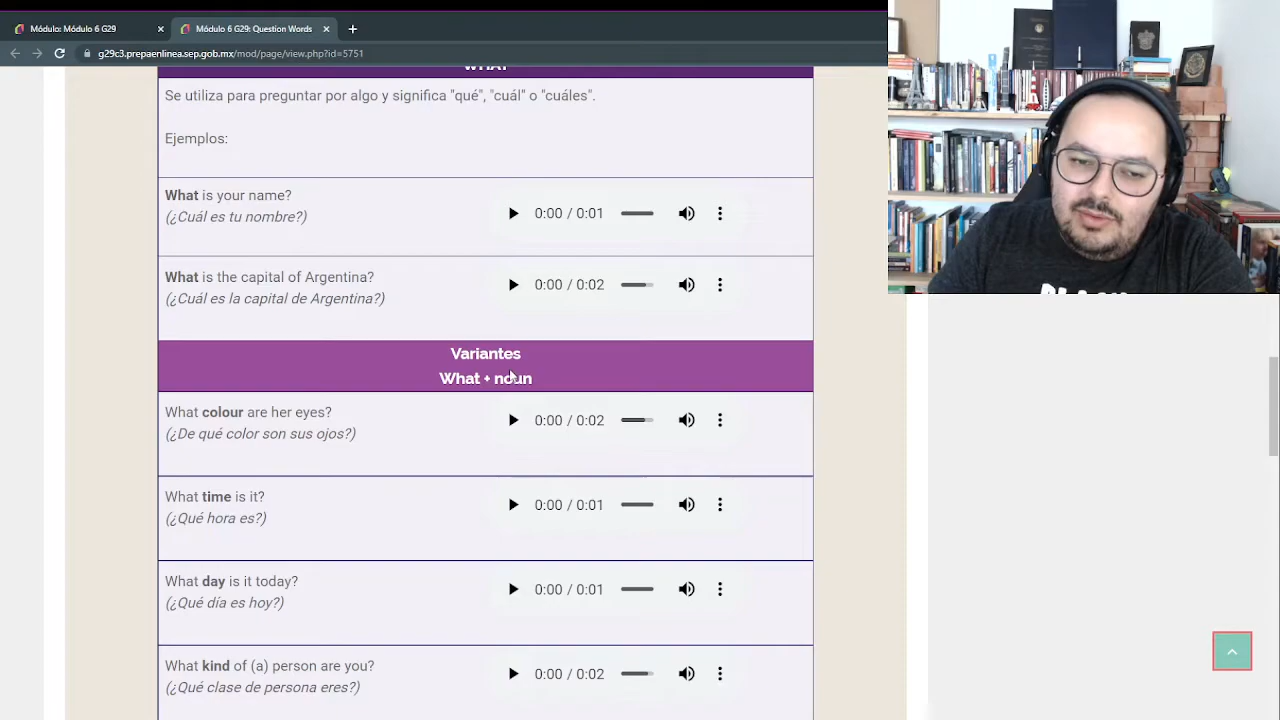 Módulo: Módulo 6 G29
Módulo 6 G29: Question Words
g29c3.prepaenlinea.sep.gob.mx/mod/page/view.php?id=5751
WHAT
Se utiliza para preguntar por algo y significa "qué", "cuál" o "cuáles".
Ejemplos:
What is your name?
(¿Cuál es tu nombre?)
0:00 / 0:01
What is the capital of Argentina?
(¿Cuál es la capital de Argentina?)
0:00 / 0:02
Variantes
What + noun
What colour are her eyes?
(¿De qué color son sus ojos?)
0:00 / 0:02
What time is it?
(¿Qué hora es?)
0:00 / 0:01
What day is it today?
(¿Qué día es hoy?)
0:00 / 0:01
What kind of (a) person are you?
(¿Qué clase de persona eres?)
0:00 / 0:02